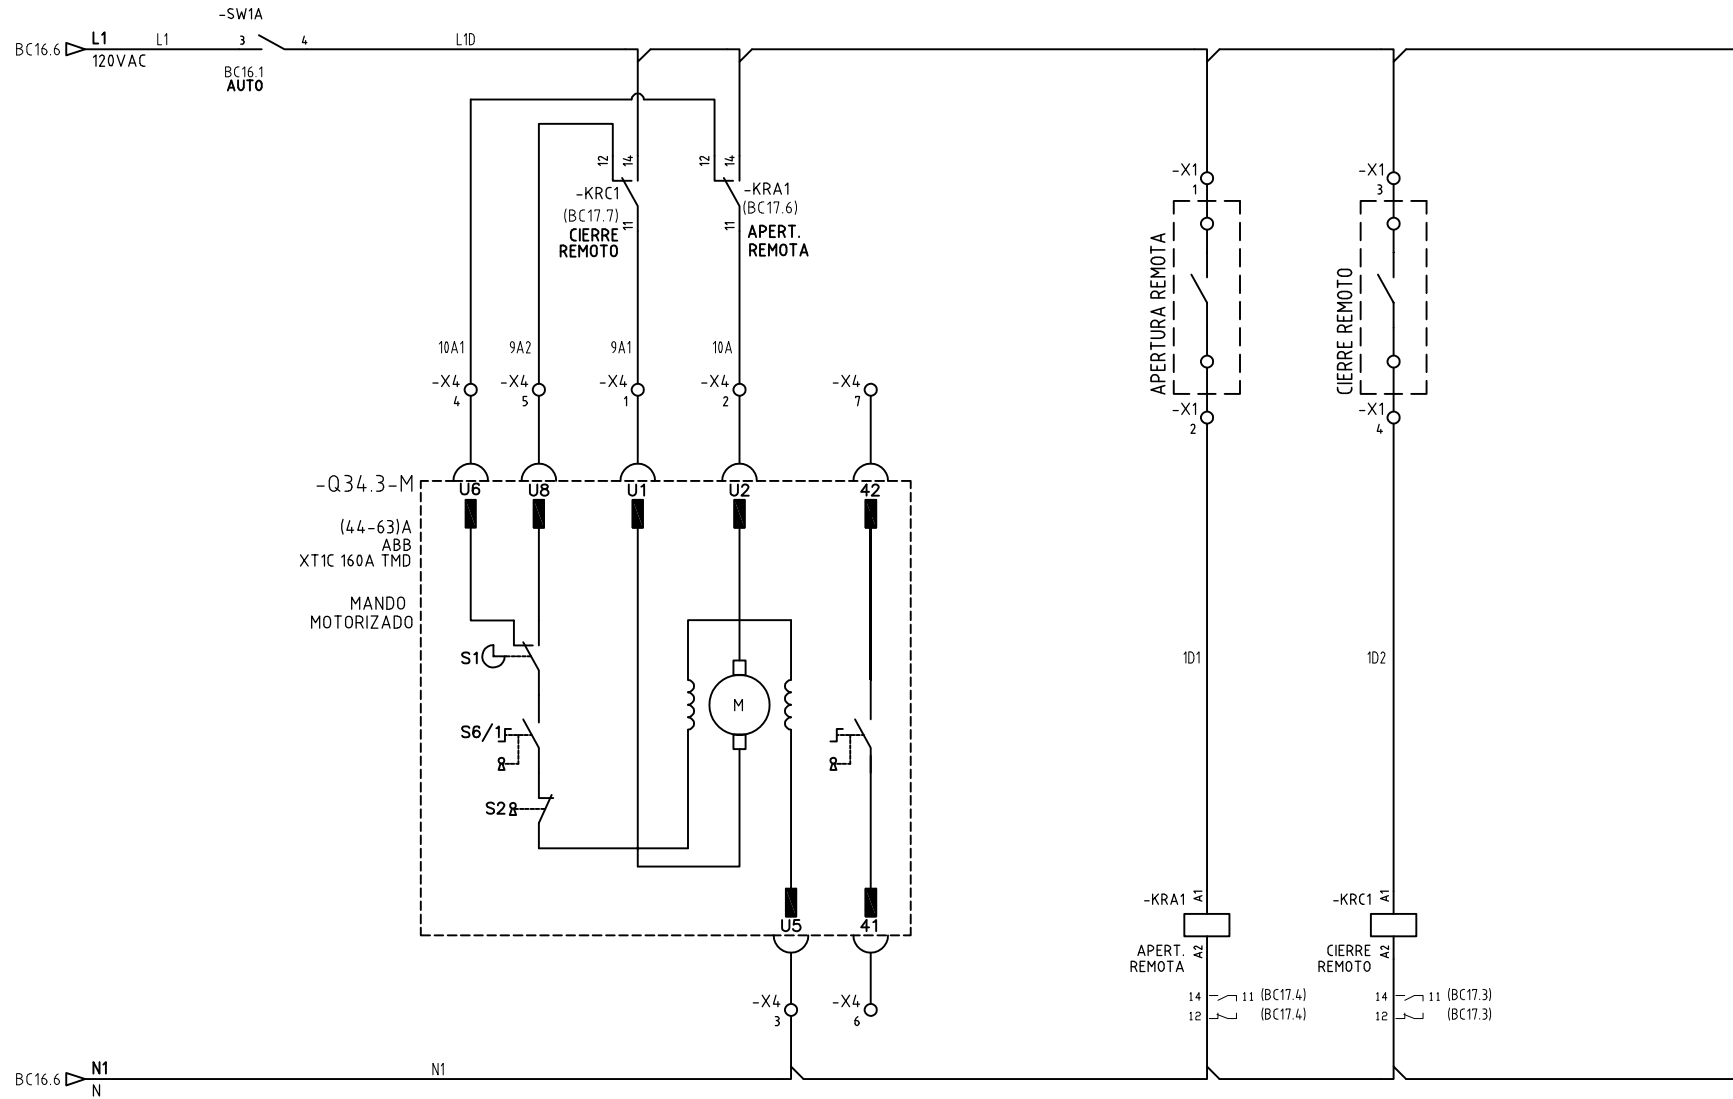 -SW1A
BC16.6
L1
L1
3
4
L1D
120VAC
BC16.1
AUTO
12
14
12
14
-KRC1
(BC17.7)
CIERRE
REMOTO
11
-KRA1
(BC17.6)
APERT.
REMOTA
11
-X1
1
-X1
3
APERTURA REMOTA
CIERRE REMOTO
10A1
9A2
9A1
10A
-X4
4
-X4
5
-X4
1
-X4
2
-X4
7
-X1
2
-X1
4
-Q34.3-M
U6
U8
U1
U2
42
(44-63)A
ABB
XT1C 160A TMD
MANDO
MOTORIZADO
S1
1D1
1D2
M
S6/1
S2
-KRA1
A1
-KRC1
A1
U5
41
APERT.
REMOTA
A2
CIERRE
REMOTO
A2
14
11 (BC17.4)
12
(BC17.4)
14
11 (BC17.3)
12
(BC17.3)
-X4
3
-X4
6
BC16.6
N1
N1
N